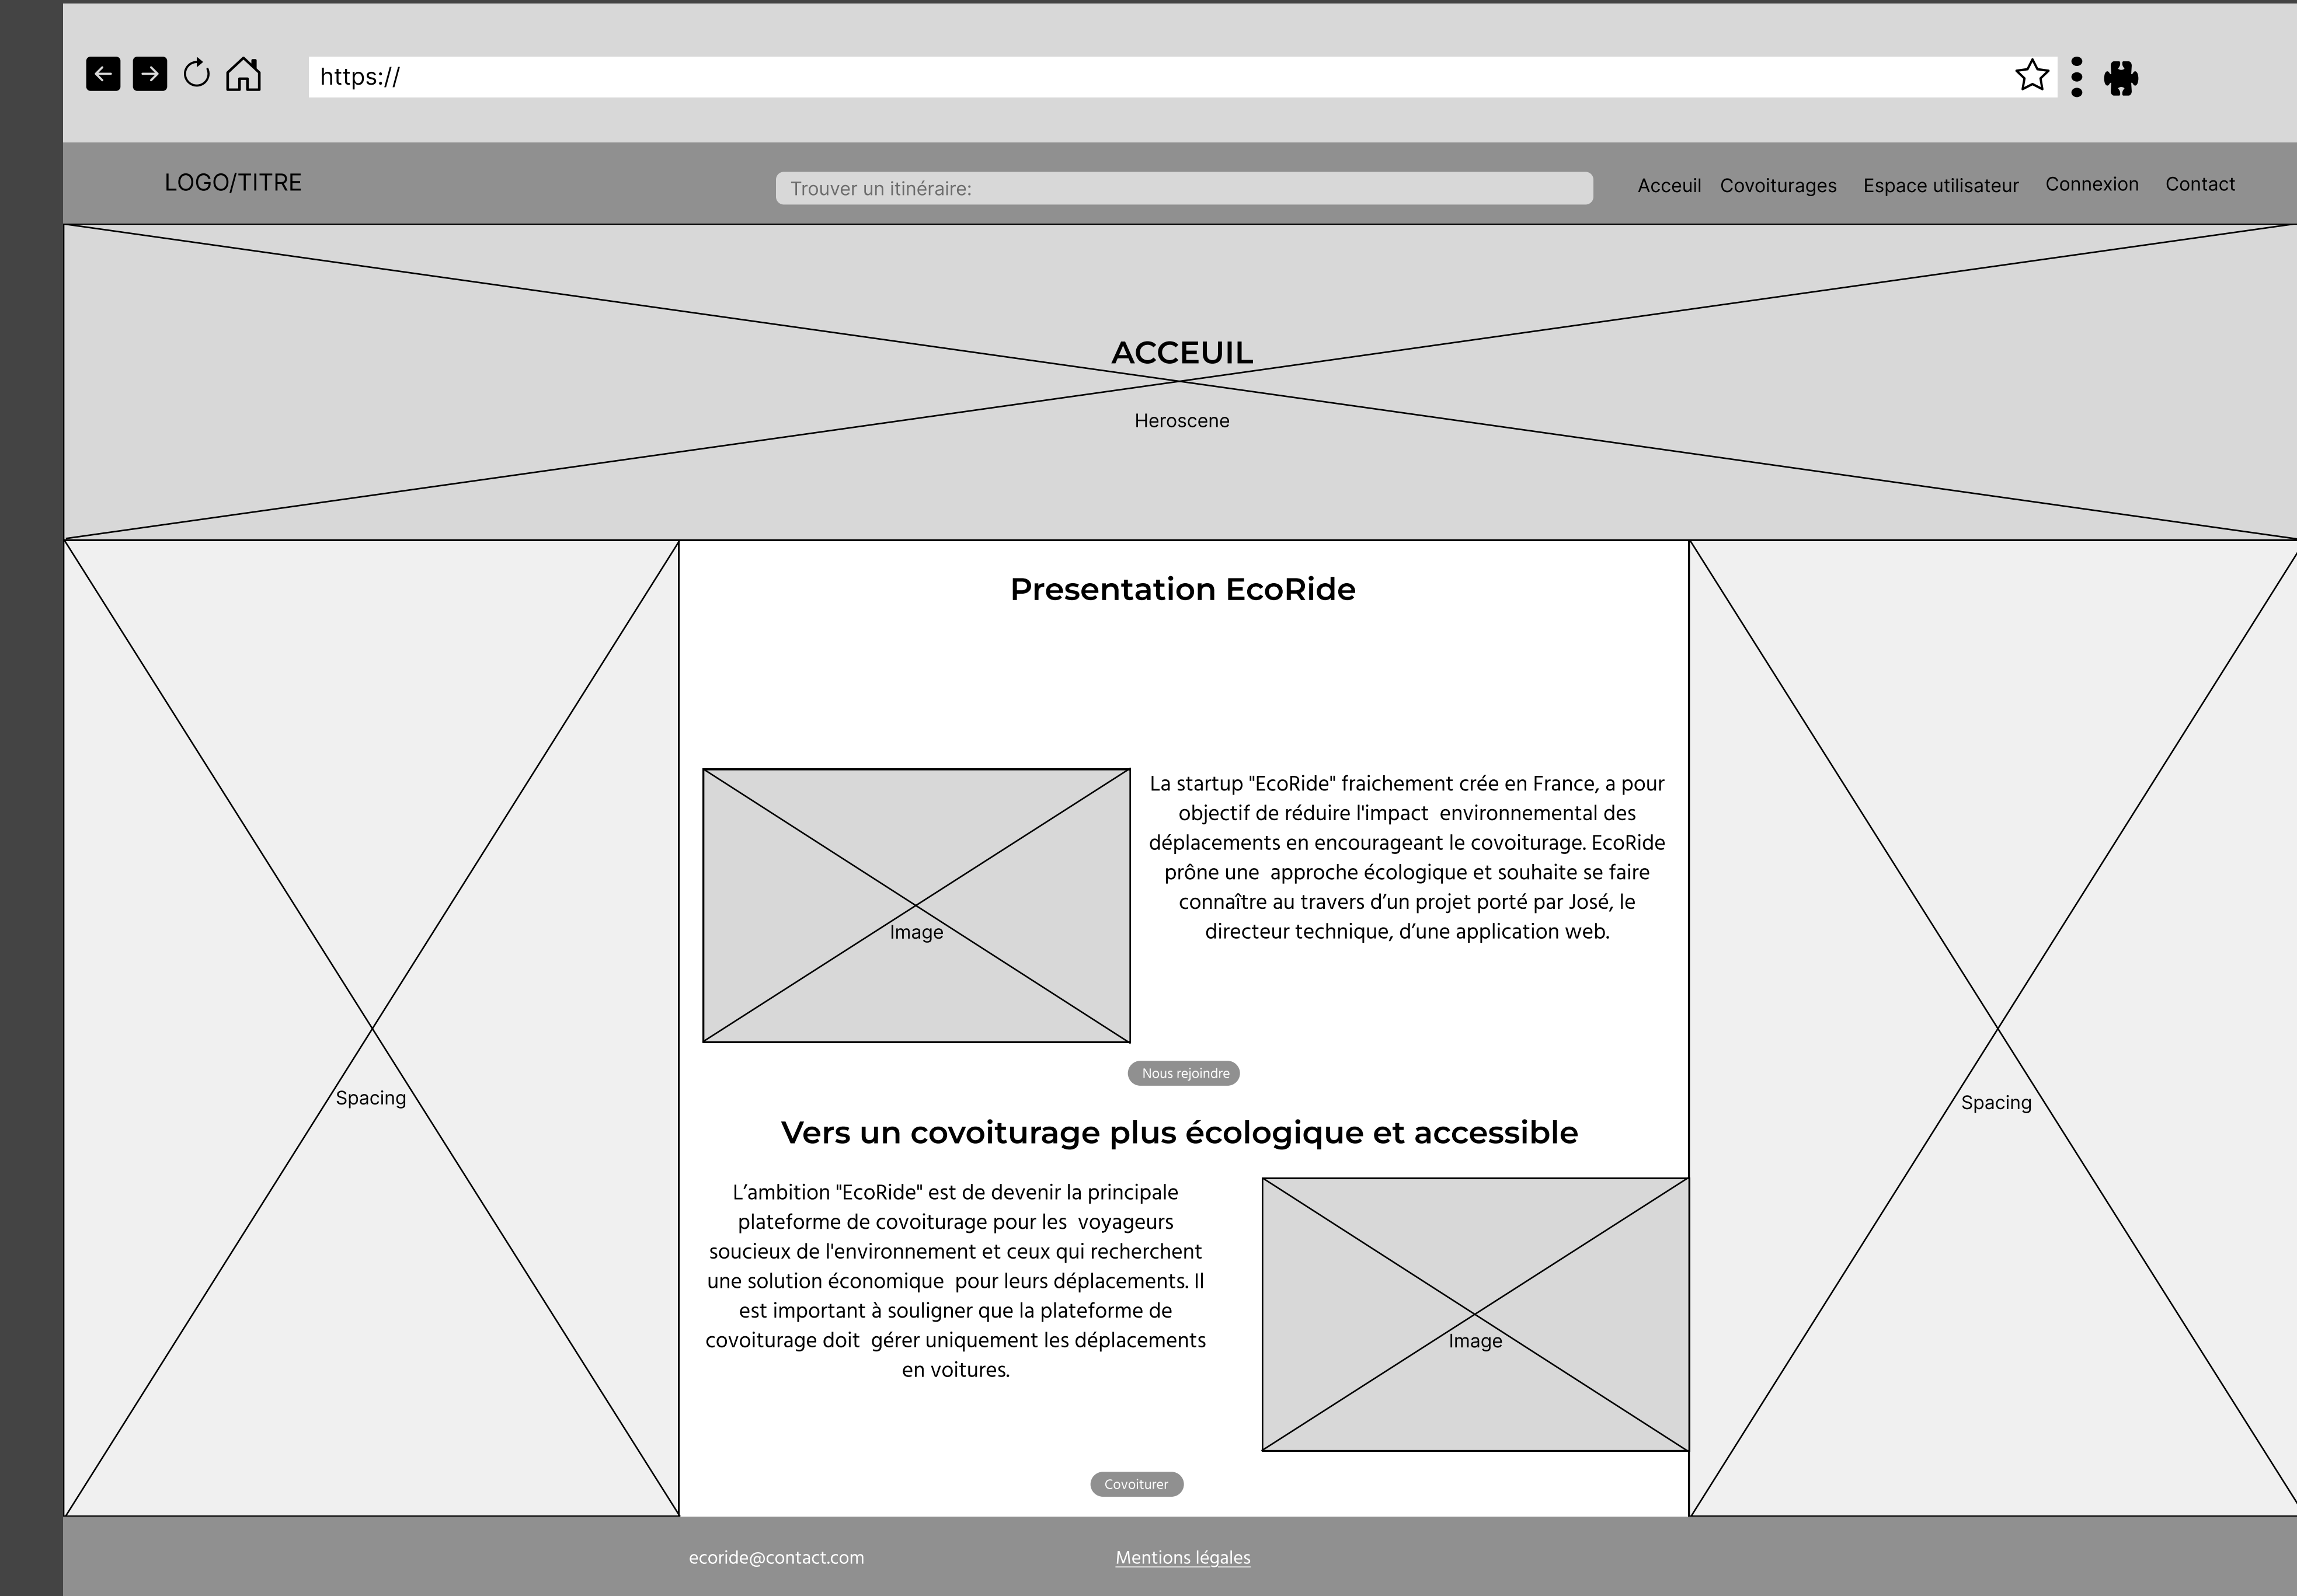 https://
LOGO/TITRE
Trouver un itinéraire:
Acceuil Covoiturages Espace utilisateur Connexion Contact
ACCEUIL
Heroscene
Presentation EcoRide
Image
La startup "EcoRide" fraichement crée en France, a pour
objectif de réduire l'impact  environnemental des
déplacements en encourageant le covoiturage. EcoRide
prône une  approche écologique et souhaite se faire
connaître au travers d’un projet porté par José, le
directeur technique, d’une application web.
Nous rejoindre
Spacing
Spacing
Vers un covoiturage plus écologique et accessible
L’ambition "EcoRide" est de devenir la principale
plateforme de covoiturage pour les  voyageurs
soucieux de l'environnement et ceux qui recherchent
une solution économique  pour leurs déplacements. Il
est important à souligner que la plateforme de
covoiturage doit  gérer uniquement les déplacements
en voitures.
Image
Covoiturer
ecoride@contact.com
Mentions légales